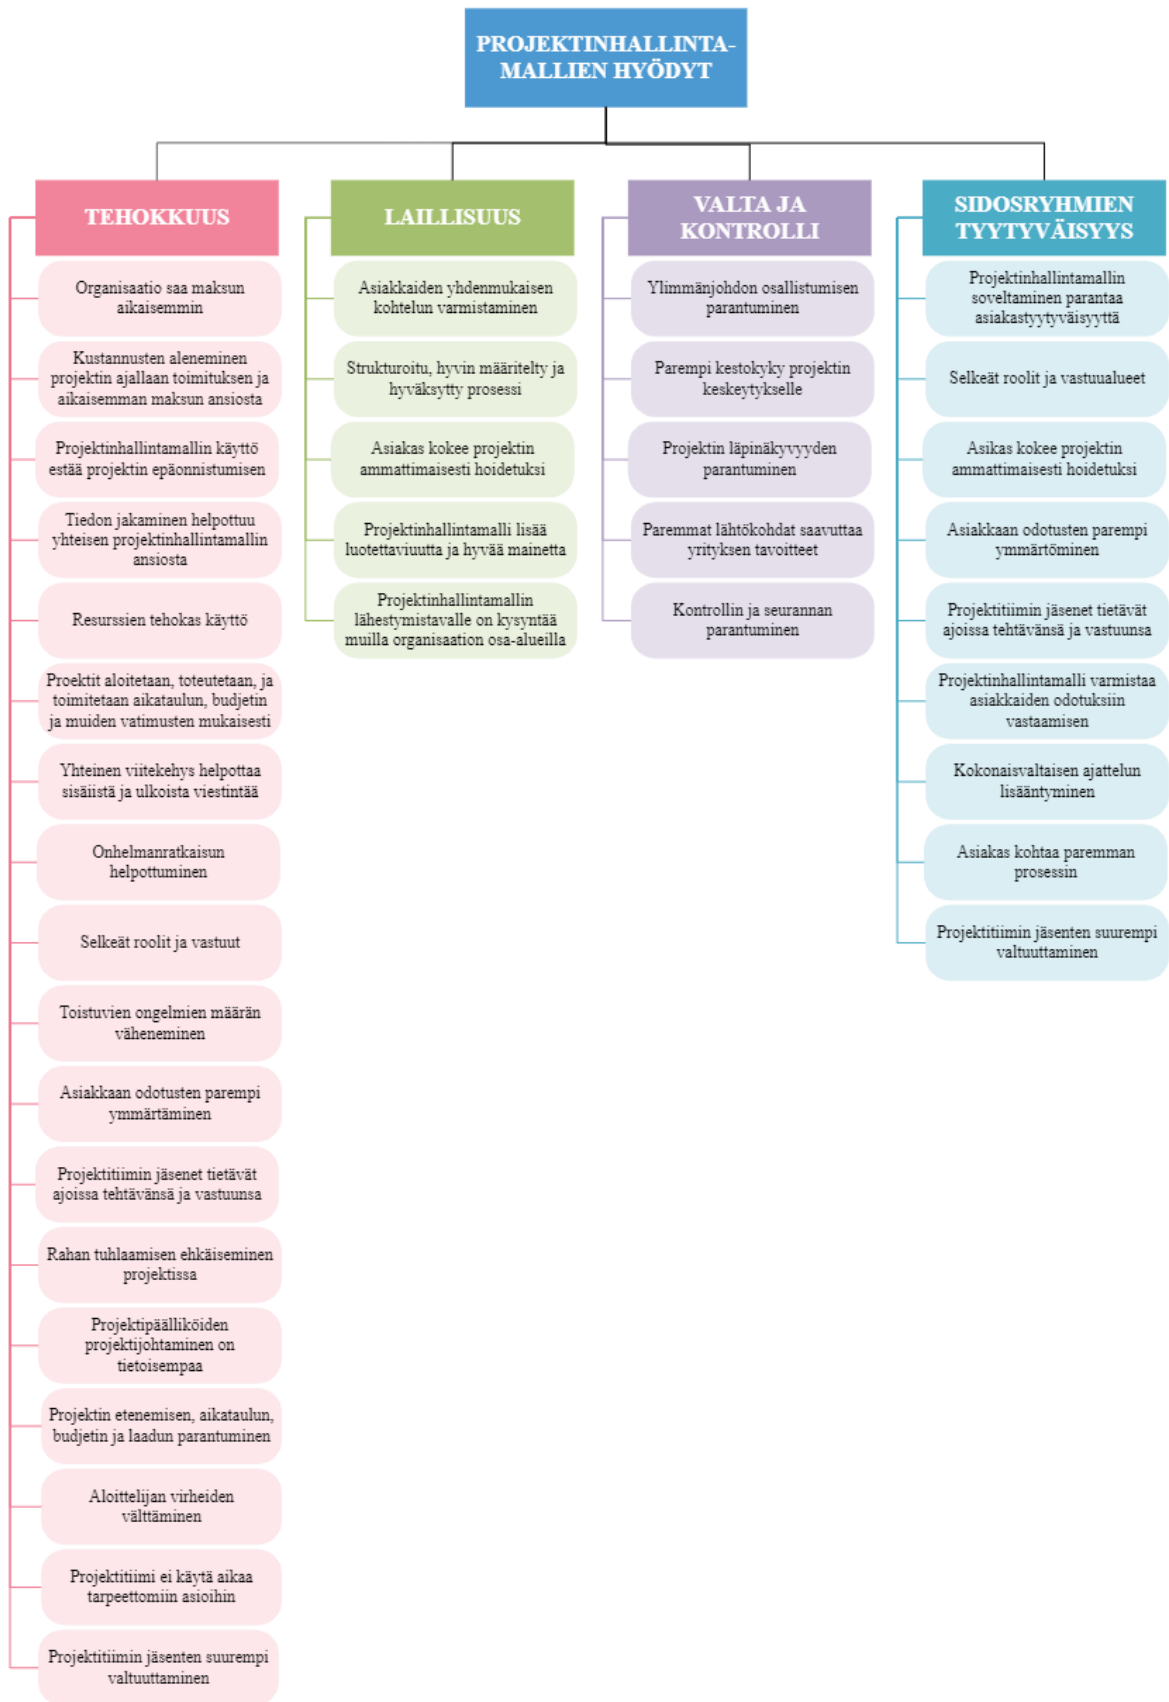 PROJEKTINHALLINTA-
MALLIEN HYÖDYT
TEHOKKUUS
Organisaatio saa maksun
aikaisemmin
Kustannusten aleneminen
projektin ajallaan toimituksen ja
aikaisemman maksun ansiosta
Projektinhallintamallin käyttö
estää projektin epäonnistumisen
Tiedon jakaminen helpottuu
yhteisen projektinhallintamallin
ansiosta
Resurssien tehokas käyttö
Proektit aloitetaan, toteutetaan, ja
toimitetaan aikataulun, budjetin
ja muiden vatimusten mukaisesti
Yhteinen viitekehys helpottaa
sisäiistä ja ulkoista viestintää
Onhelmanratkaisun
helpottuminen
Selkeät roolit ja vastuut
Toistuvien ongelmien määrän
väheneminen
Asiakkaan odotusten parempi
ymmärtäminen
Projektitiimin jäsenet tietävät
ajoissa tehtävänsä ja vastuunsa
Rahan tuhlaamisen ehkäiseminen
projektissa
Projektipäälliköiden
projektijohtaminen on
tietoisempaa
Projektin etenemisen, aikataulun,
budjetin ja laadun parantuminen
Aloittelijan virheiden
välttäminen
Projektitiimi ei käytä aikaa
tarpeettomiin asioihin
Projektitiimin jäsenten suurempi
valtuuttaminen
LAILLISUUS
Asiakkaiden yhdenmukaisen
kohtelun varmistaminen
Strukturoitu, hyvin määritelty ja
hyväksytty prosessi
Asiakas kokee projektin
ammattimaisesti hoidetuksi
Projektinhallintamalli lisää
luotettaviuutta ja hyvää mainetta
Projektinhallintamallin
lähestymistavalle on kysyntää
muilla organisaation osa-alueilla
VALTA JA
KONTROLLI
Ylimmänjohdon osallistumisen
parantuminen
Parempi kestokyky projektin
keskeytykselle
Projektin läpinäkyvyyden
parantuminen
Paremmat lähtökohdat saavuttaa
yrityksen tavoitteet
Kontrollin ja seurannan
parantuminen
SIDOSRYHMIEN
TYYTYVÄISYYS
Projektinhallintamallin
soveltaminen parantaa
asiakastyytyväisyyttä
Selkeät roolit ja vastuualueet
Asikas kokee projektin
ammattimaisesti hoidetuksi
Asiakkaan odotusten parempi
ymmärtöminen
Projektitiimin jäsenet tietävät
ajoissa tehtävänsä ja vastuunsa
Projektinhallintamalli varmistaa
asiakkaiden odotuksiin
vastaamisen
Kokonaisvaltaisen ajattelun
lisääntyminen
Asiakas kohtaa paremman
prosessin
Projektitiimin jäsenten suurempi
valtuuttaminen